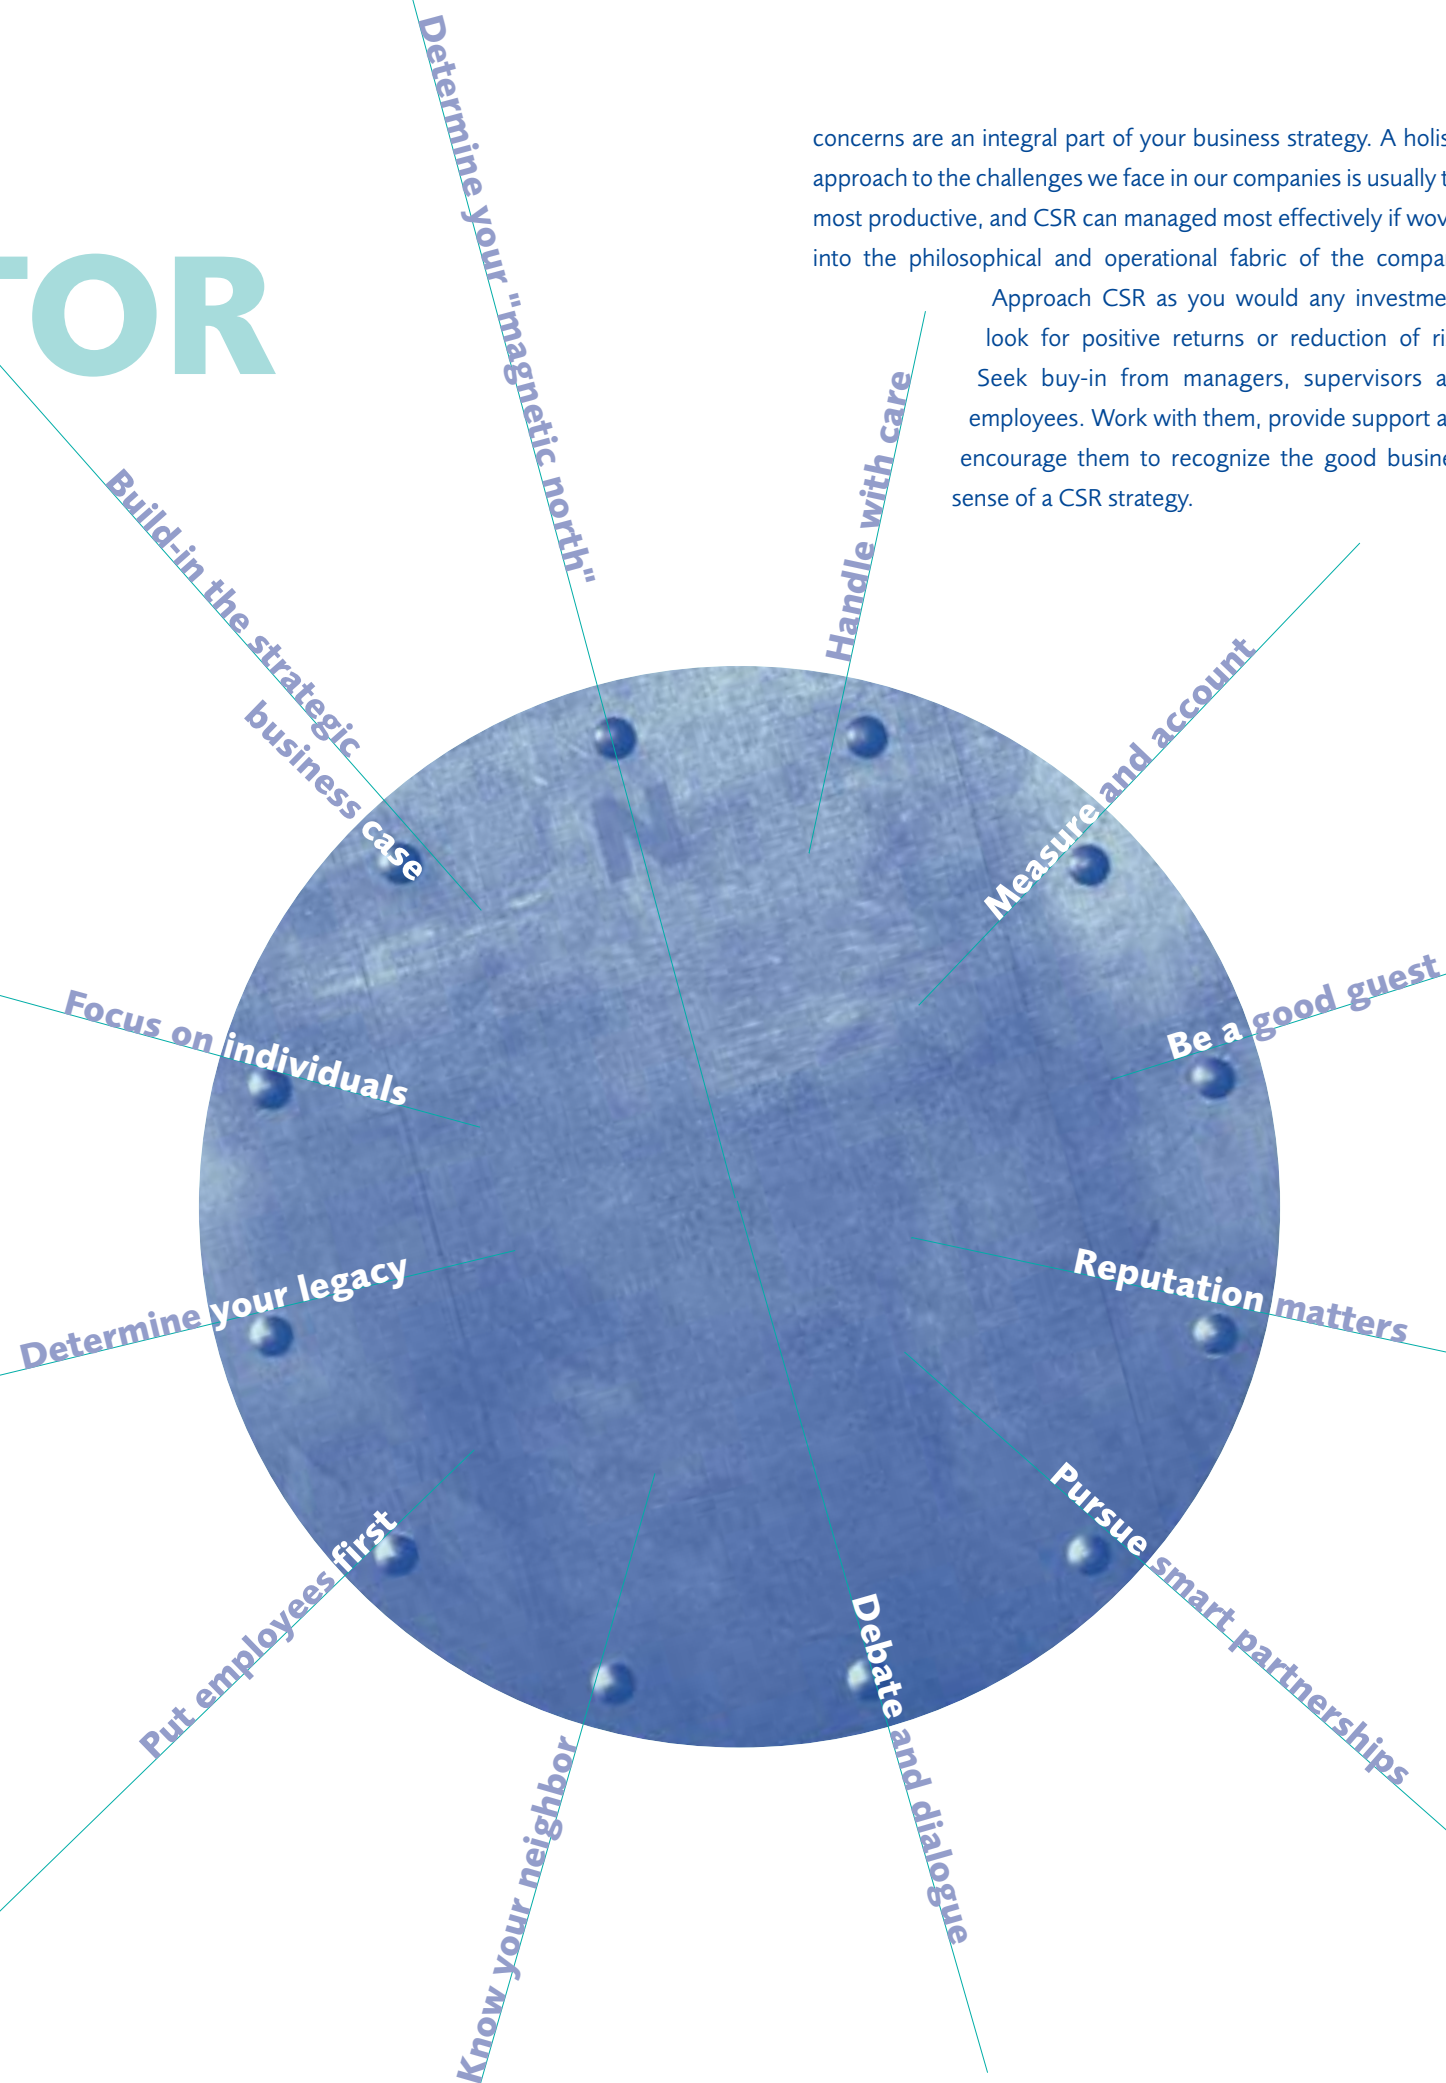 TOR
concerns are an integral part of your business strategy. A holis
approach to the challenges we face in our companies is usually t
most productive, and CSR can managed most effectively if wov
into the philosophical and operational fabric of the compa
Approach CSR as you would any investme
look for positive returns or reduction of ri
Seek buy-in from managers, supervisors a
employees. Work with them, provide support a
encourage them to recognize the good busine
sense of a CSR strategy.
Determine your "magnetic north"
Handle with care
Measure and account
Be a good guest
Reputation matters
Pursue smart partnerships
Debate and dialogue
Know your neighbor
Put employees first
Determine your legacy
Focus on individuals
Build-in the strategic
business case
N